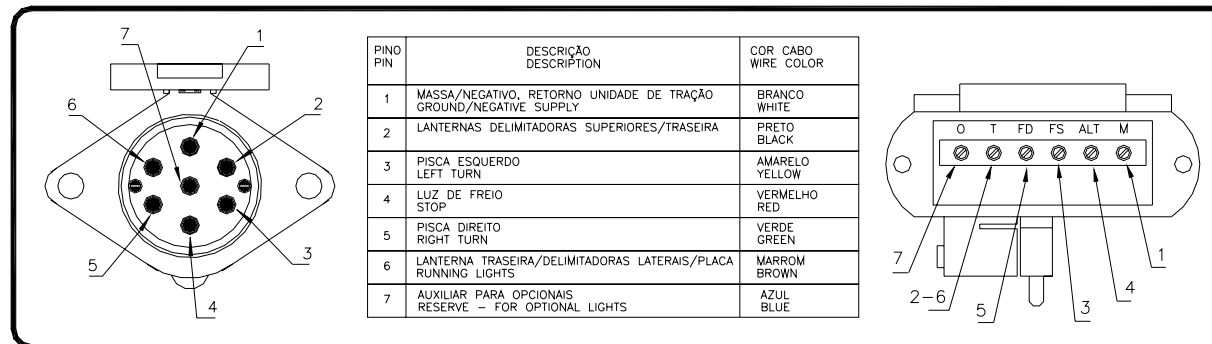 7
1
6
2
5
3
4
PINO
PIN
DESCRIÇÃO
DESCRIPTION
COR CABO
WIRE COLOR
1
MASSA/NEGATIVO, RETORNO UNIDADE DE TRAÇÃO
GROUND/NEGATIVE SUPPLY
BRANCO
WHITE
2
LANTERNAS DELIMITADORAS SUPERIORES/TRASEIRA
PRETO
BLACK
3
PISCA ESQUERDO
LEFT TURN
AMARELO
YELLOW
4
LUZ DE FREIO
STOP
VERMELHO
RED
5
PISCA DIREITO
RIGHT TURN
VERDE
GREEN
6
LANTERNA TRASEIRA/DELIMITADORAS LATERAIS/PLACA
RUNNING LIGHTS
MARROM
BROWN
7
AUXILIAR PARA OPCIONAIS
RESERVE – FOR OPTIONAL LIGHTS
AZUL
BLUE
O T FD FS ALT M
7
2-6
5
3
4
1